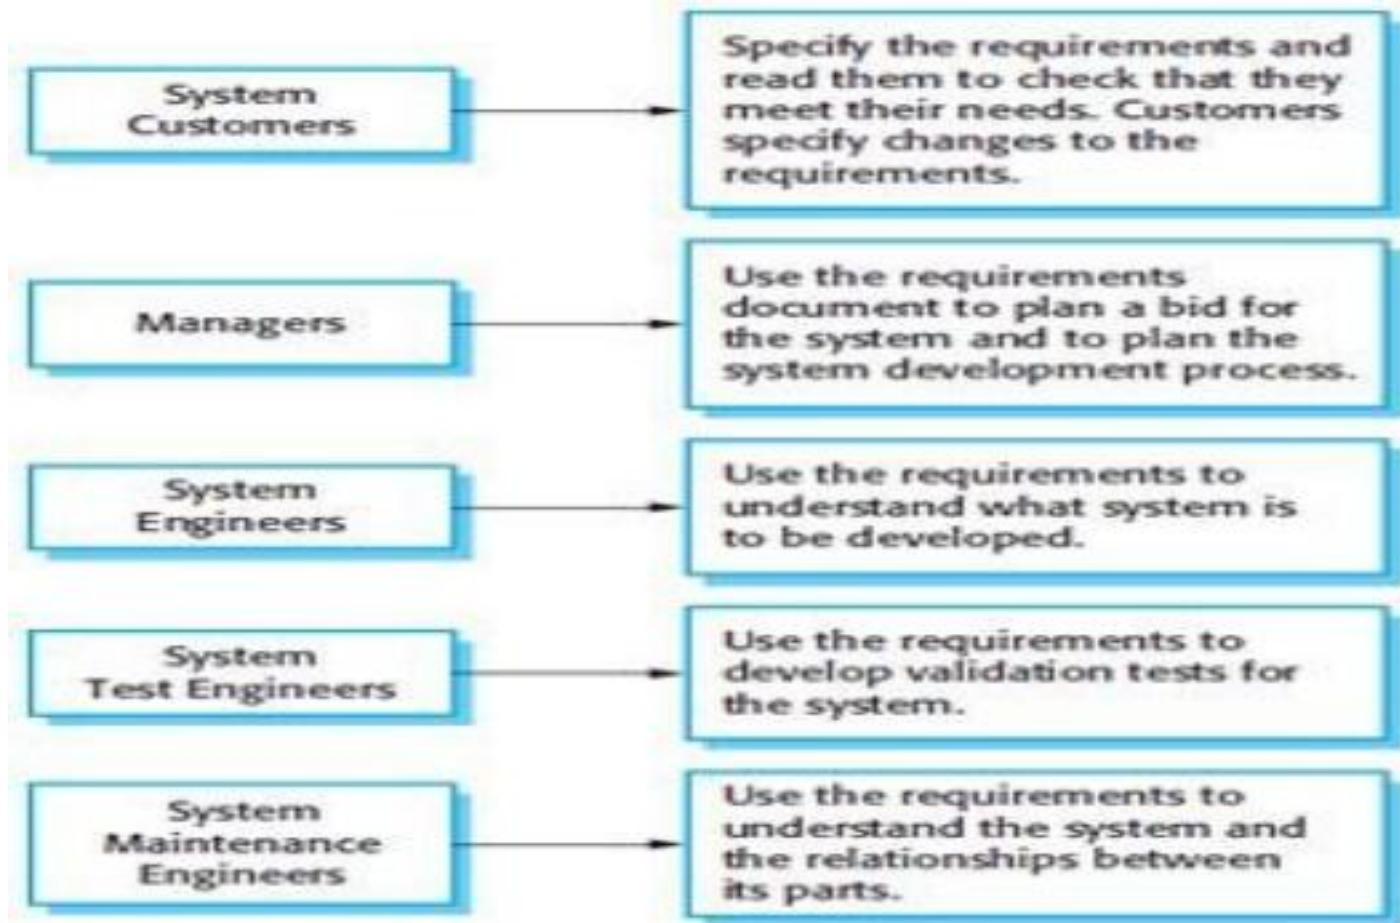 System
Customers
Specify the requirements and
read them to check that they
meet their needs. Customers
specify changes to the
requirements.
Managers
Use the requirements
document to plan a bid for
the system and to plan the
system development process.
System
Engineers
Use the requirements to
understand what system is
to be developed.
System
Test Engineers
Use the requirements to
develop validation tests for
the system.
System
Maintenance
Engineers
Use the requirements to
understand the system and
the relationships between
its parts.